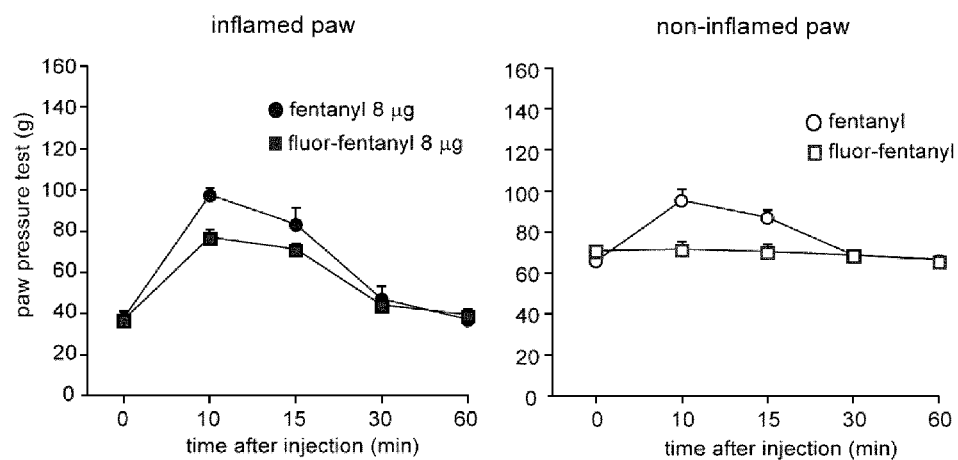 inflamed paw
non-inflamed paw
paw pressure test (g)
160
140
120
100
80
60
40
20
0
fentanyl 8 µg
fluor-fentanyl 8 µg
0 10 15 30 60
time after injection (min)
160
140
120
100
80
60
40
20
0
fentanyl
fluor-fentanyl
0 10 15 30 60
time after injection (min)